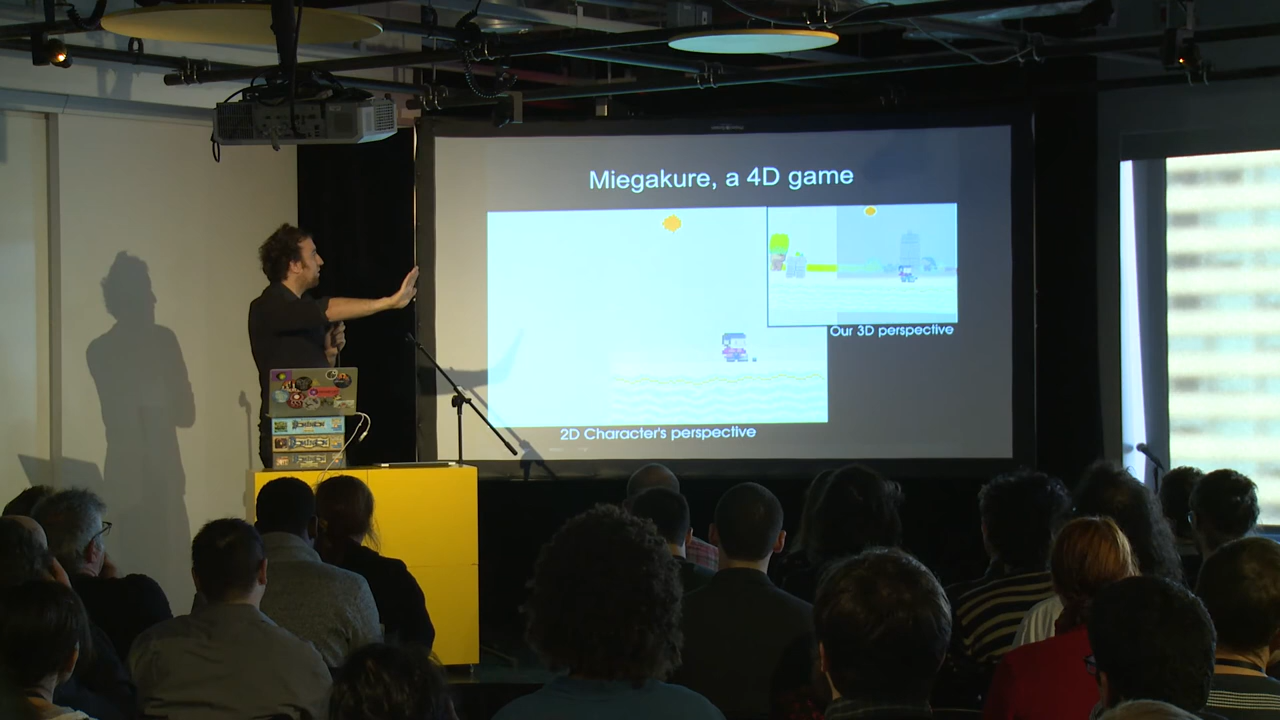 Miegakure, a 4D game
Our 3D perspective
2D Character's perspective